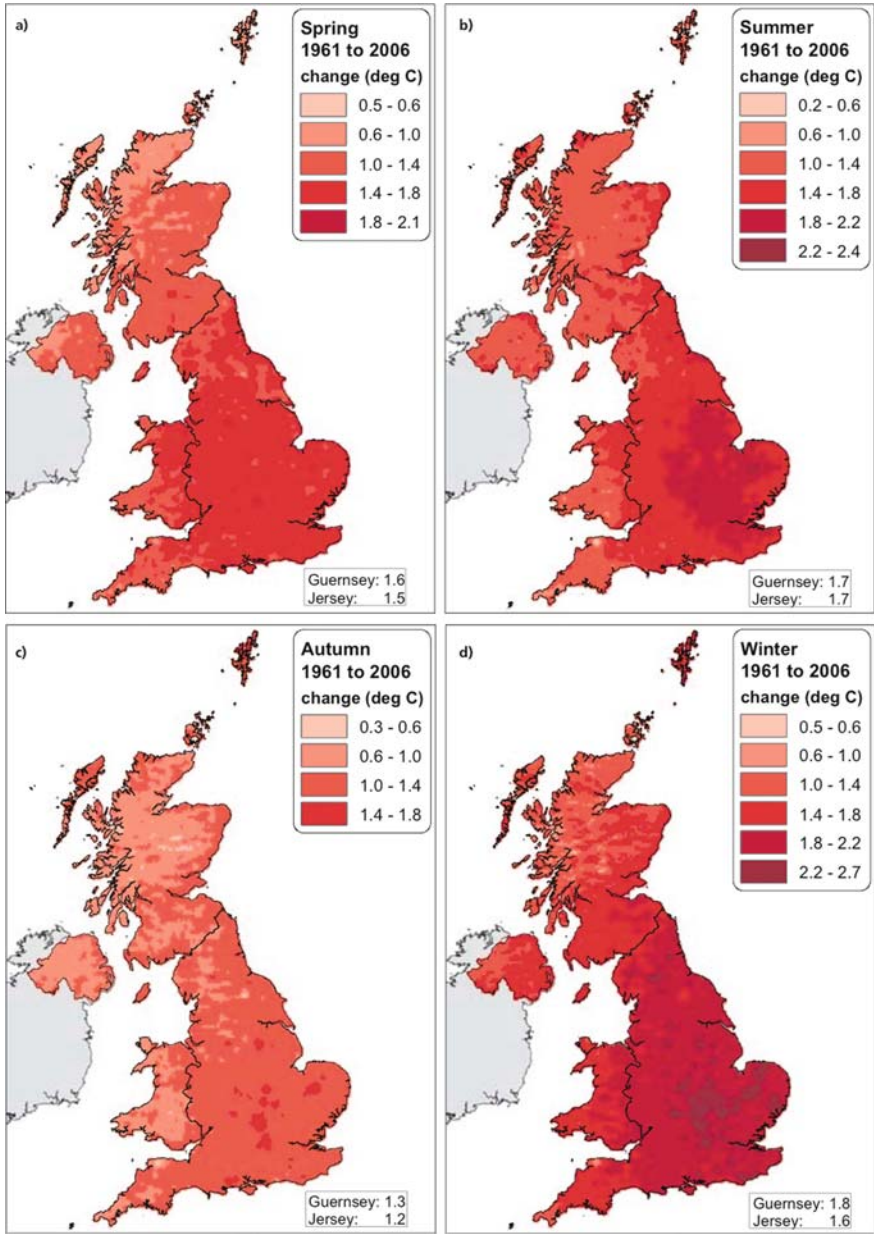 a)
Spring
1961 to 2006
change (deg C)
0.5 - 0.6
0.6 - 1.0
1.0 - 1.4
1.4 - 1.8
1.8 - 2.1
Guernsey: 1.6
Jersey: 1.5
b)
Summer
1961 to 2006
change (deg C)
0.2 - 0.6
0.6 - 1.0
1.0 - 1.4
1.4 - 1.8
1.8 - 2.2
2.2 - 2.4
Guernsey: 1.7
Jersey: 1.7
c)
Autumn
1961 to 2006
change (deg C)
0.3 - 0.6
0.6 - 1.0
1.0 - 1.4
1.4 - 1.8
Guernsey: 1.3
Jersey: 1.2
d)
Winter
1961 to 2006
change (deg C)
0.5 - 0.6
0.6 - 1.0
1.0 - 1.4
1.4 - 1.8
1.8 - 2.2
2.2 - 2.7
Guernsey: 1.8
Jersey: 1.6